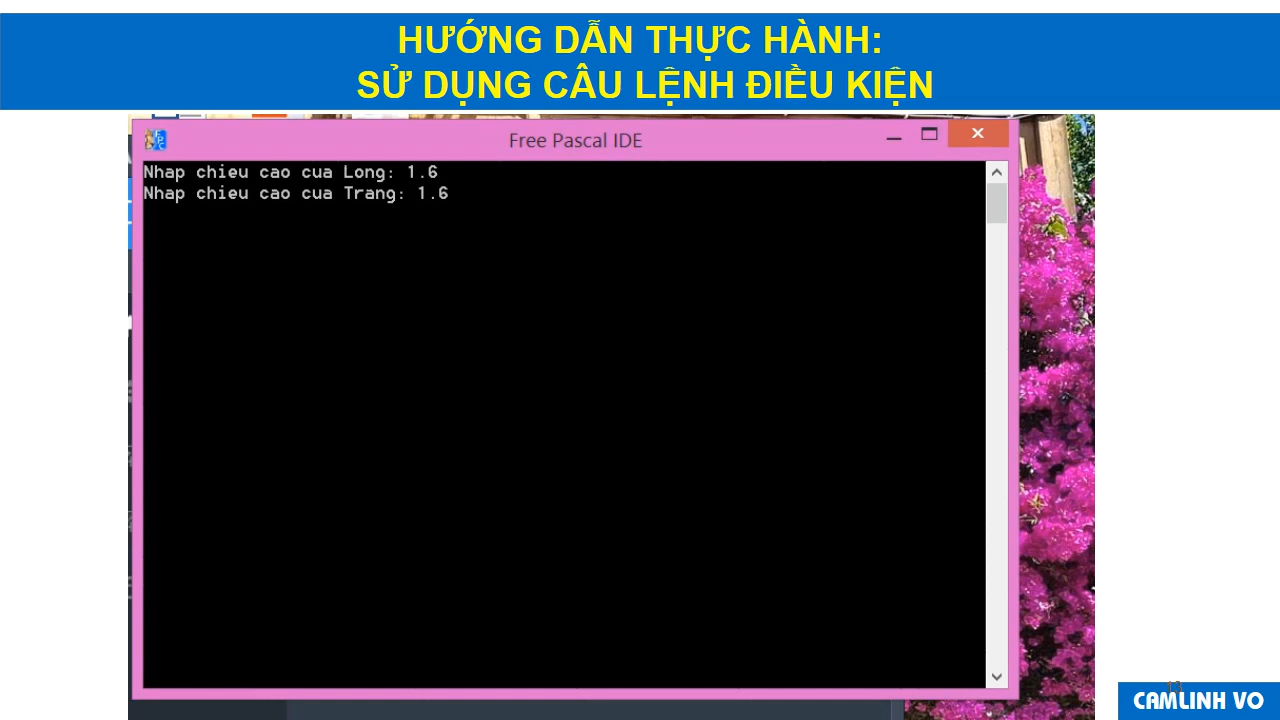 HƯỚNG DẪN THỰC HÀNH:
SỬ DỤNG CÂU LỆNH ĐIỀU KIỆN
Free Pascal IDE
Nhap chieu cao cua Long: 1.6
Nhap chieu cao cua Trang: 1.6
CAMLINH VO